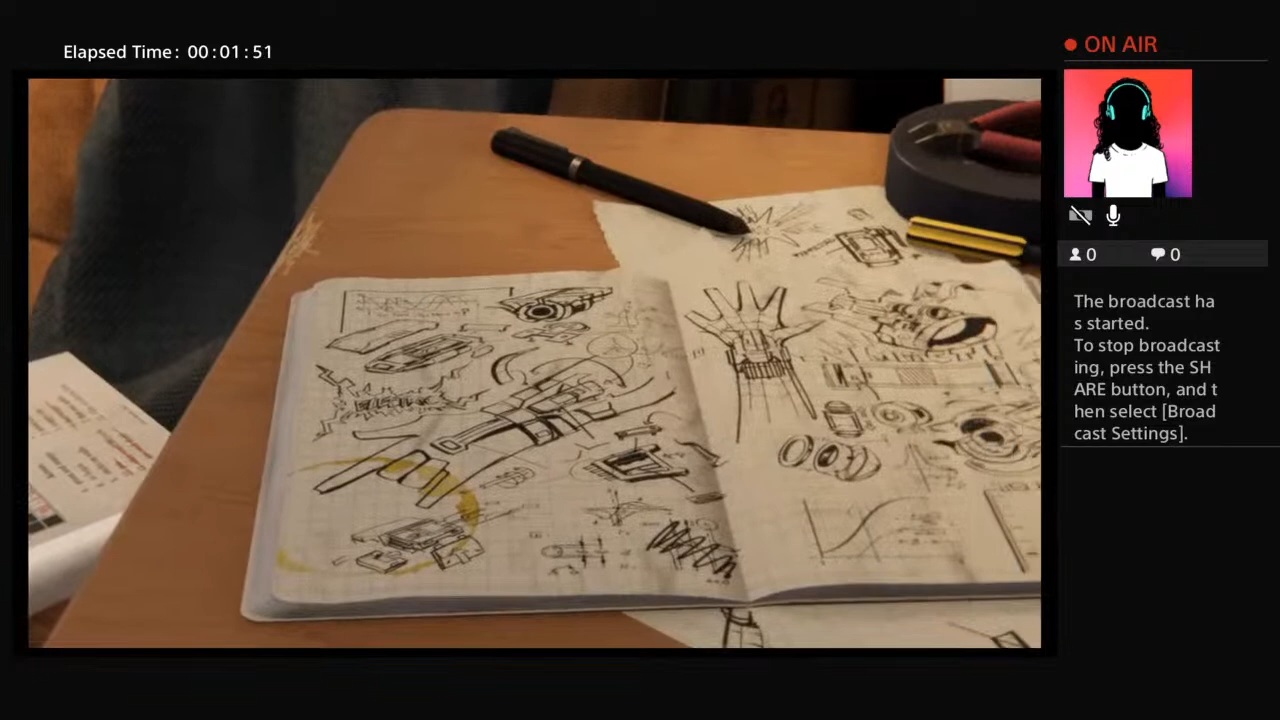 Elapsed Time: 00:01:51
ON AIR
0
0
The broadcast ha
s started.
To stop broadcast
ing, press the SH
ARE button, and t
hen select [Broad
cast Settings].